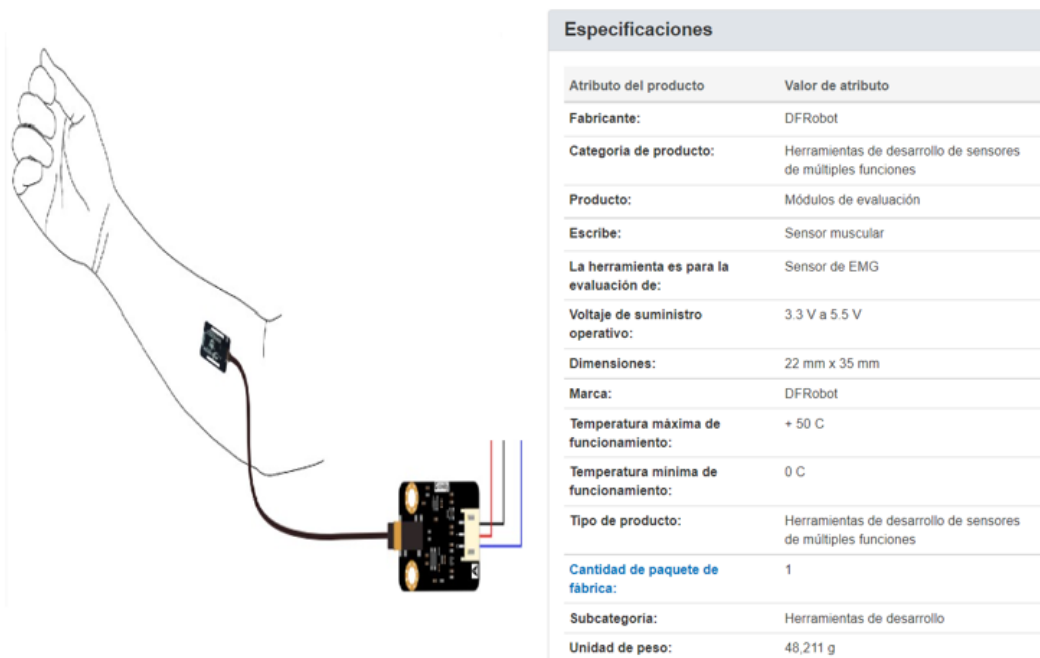 Especificaciones
Atributo del producto Valor de atributo
Fabricante: DFRobot
Categoria de producto: Herramientas de desarrollo de sensores
de múltiples funciones
Producto: Módulos de evaluación
Escribe: Sensor muscular
La herramienta es para la Sensor de EMG
evaluación de:
Voltaje de suministro 3.3 V a 5.5 V
operativo:
Dimensiones: 22 mm x 35 mm
Marca: DFRobot
Temperatura máxima de + 50 C
funcionamiento:
Temperatura mínima de 0 C
funcionamiento:
Tipo de producto: Herramientas de desarrollo de sensores
de múltiples funciones
Cantidad de paquete de 1
fábrica:
Subcategoria: Herramientas de desarrollo
Unidad de peso: 48,211 g
A